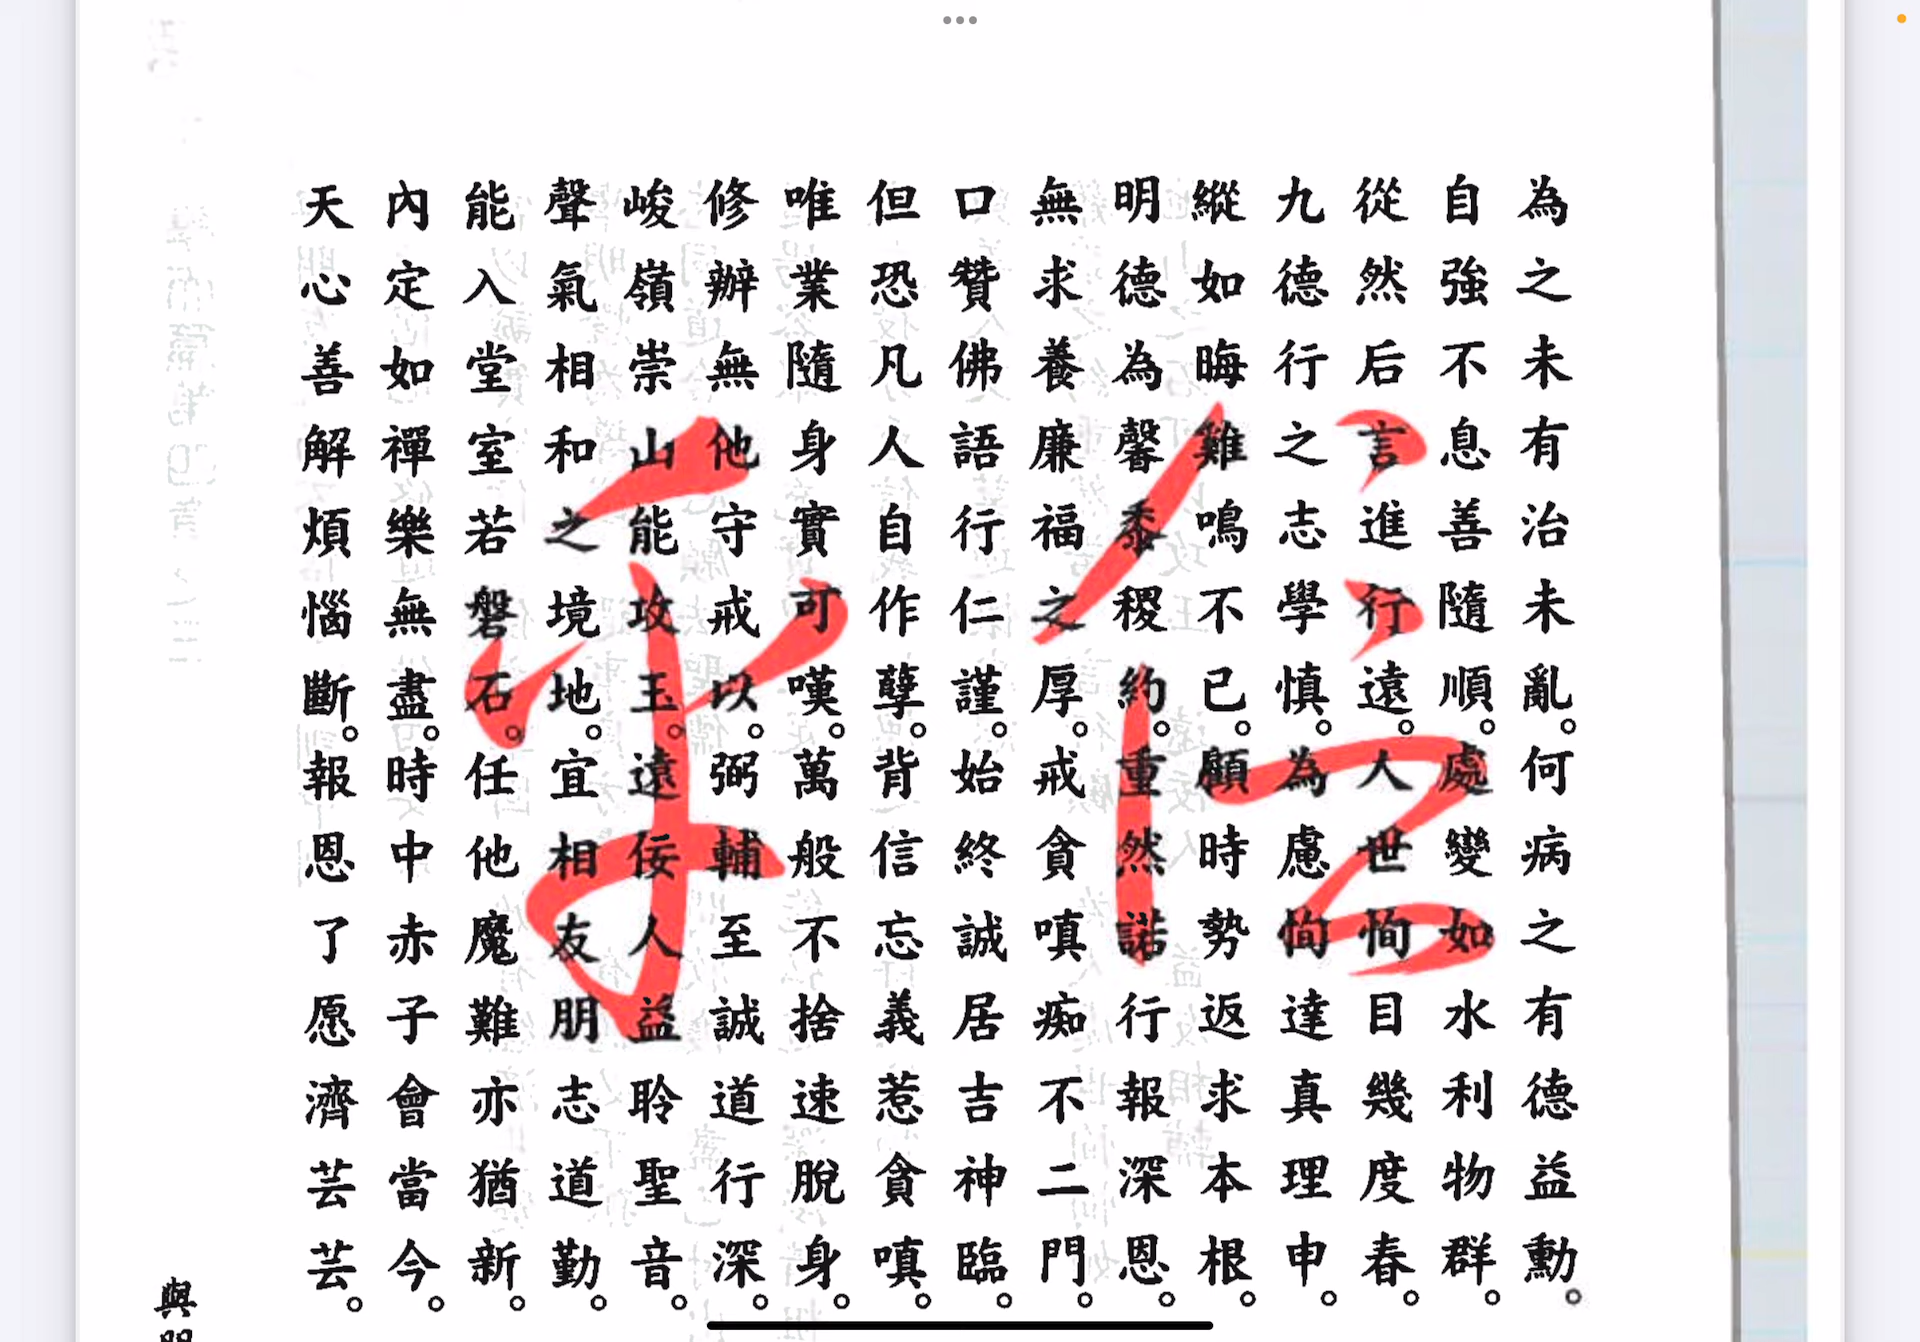 為之未有治未亂。何病之有德益勳。
自強不息善隨順。處變如水利物群。
從然后言進行遠。人世恂目幾度春。
九德行之志學慎。為慮恂達真理申。
縱如晦雞鳴不已。顧時勢返求本根。
明德為馨黍稷約。重然諾行報深恩。
無求養廉福之厚。戒貪嗔痴不二門。
口贊佛語行仁謹。始終誠居吉神臨。
但恐凡人自作孽。背信忘義惹貪嗔。
唯業隨身實可嘆。萬般不捨速脫身。
修辦無他守戒以。弼輔至誠道行深。
峻嶺崇山能攻玉。遠佞人益聆聖音。
聲氣相和之境地。宜相友朋志道勤。
能入堂室若磐石。任他魔難亦猶新。
內定如禪樂無盡。時中赤子會當今。
天心善解煩惱斷。報恩了愿濟芸芸。
與